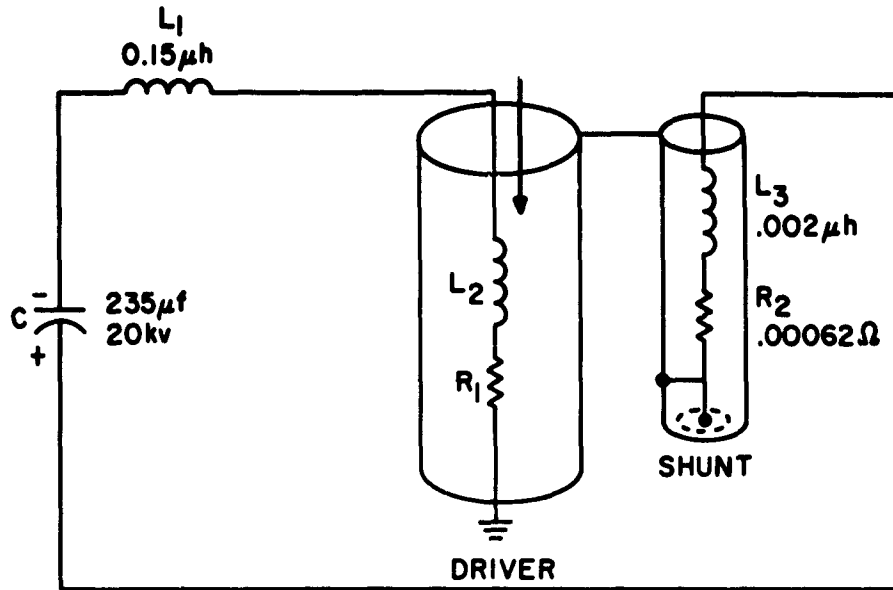 L1
0.15μh
L2
R1
C
-
+
235μf
20kv
L3
.002μh
R2
.00062Ω
SHUNT
DRIVER